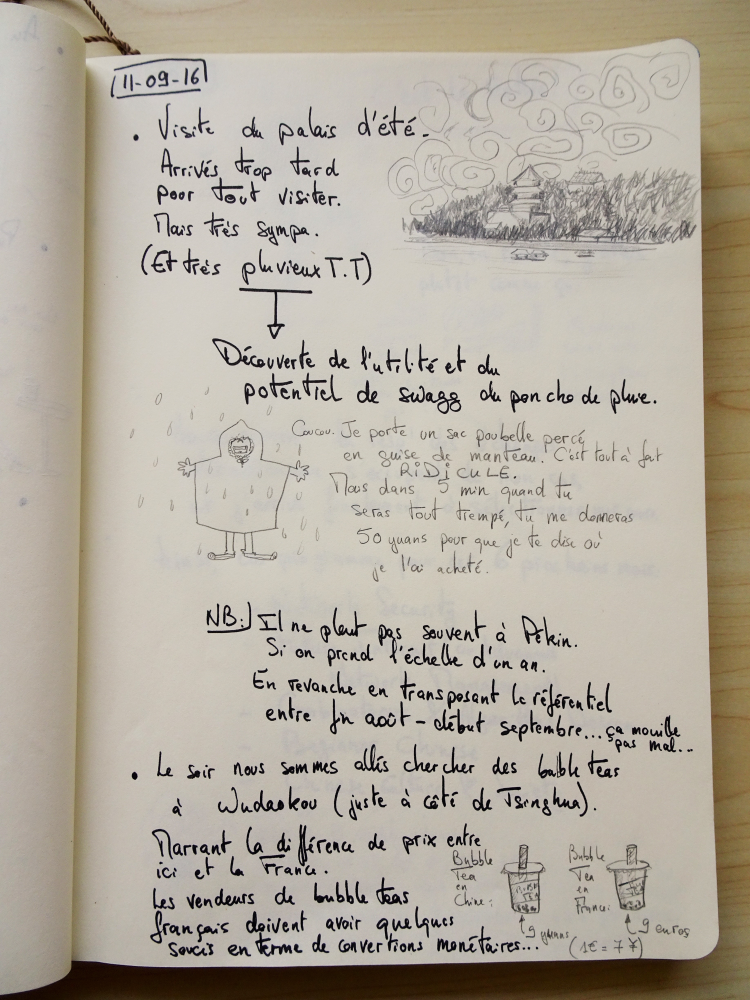 11-09-16
• Visite du palais d'été.
Arrivés trop tard
pour tout visiter.
Mais très sympa.
(Et très pluvieux T.T)
Découverte de l'utilité et du
potentiel de swagg du poncho de pluie.
Coucou. Je porte un sac poubelle percé
en guise de manteau. C'est tout à fait
RiDiCULE.
Mais dans 5 min quand tu
seras tout trempé, tu me donneras
50 yuans pour que je te dise où
je l'ai acheté.
NB: Il ne pleut pas souvent à Pékin.
Si on prend l'échelle d'un an.
En revanche en transposant le référentiel
entre fin août - début septembre... ça mouille
pas mal...
• Le soir nous sommes allés chercher des bubble teas
à Wudaokou (juste à côté de Tsinghua).
Marrant la différence de prix entre
ici et la France.
Les vendeurs de bubble teas
français doivent avoir quelques
soucis en terme de convertions monétaires...
Bubble
Tea
en
Chine:
9 yuans
Bubble
Tea
en
France:
9 euros
(1€ = 7 ¥)